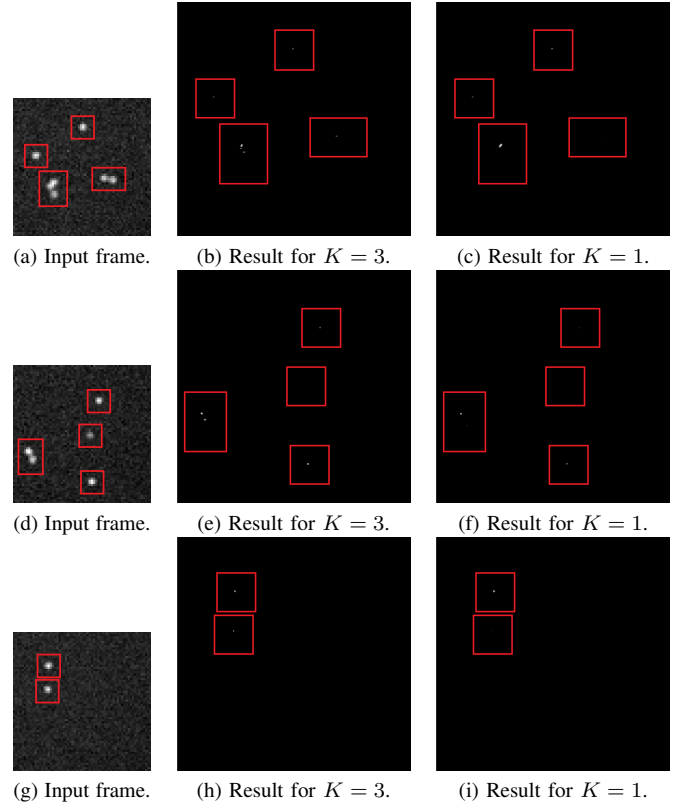 (a) Input frame.
(b) Result for K = 3.
(c) Result for K = 1.
(d) Input frame.
(e) Result for K = 3.
(f) Result for K = 1.
(g) Input frame.
(h) Result for K = 3.
(i) Result for K = 1.